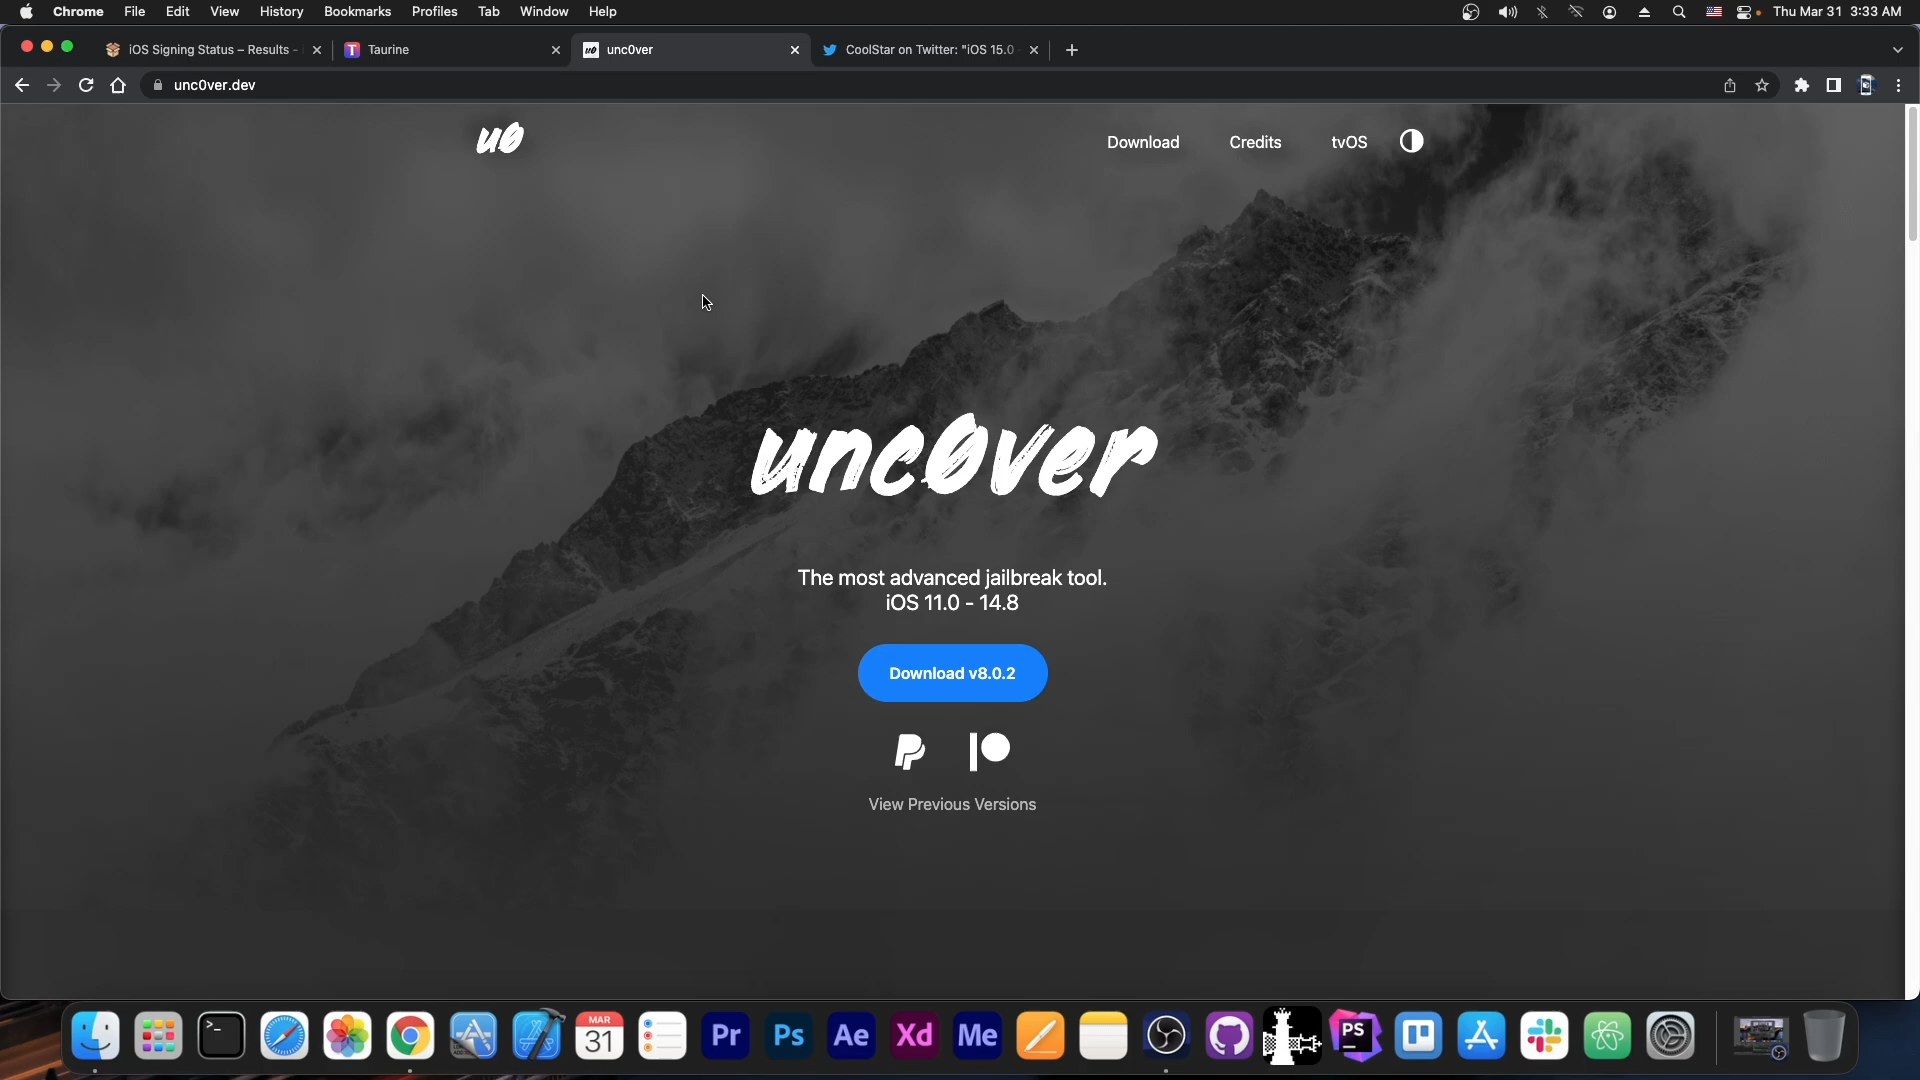 Chrome File Edit View History Bookmarks Profiles Tab Window Help Thu Mar 31 3:33 AM
iOS Signing Status – Results - Taurine unc0ver CoolStar on Twitter: "iOS 15.0
unc0ver.dev
u0 Download Credits tvOS
unc0ver
The most advanced jailbreak tool.
iOS 11.0 - 14.8
Download v8.0.2
View Previous Versions
MAR
31 Pr Ps Ae Xd Me PS